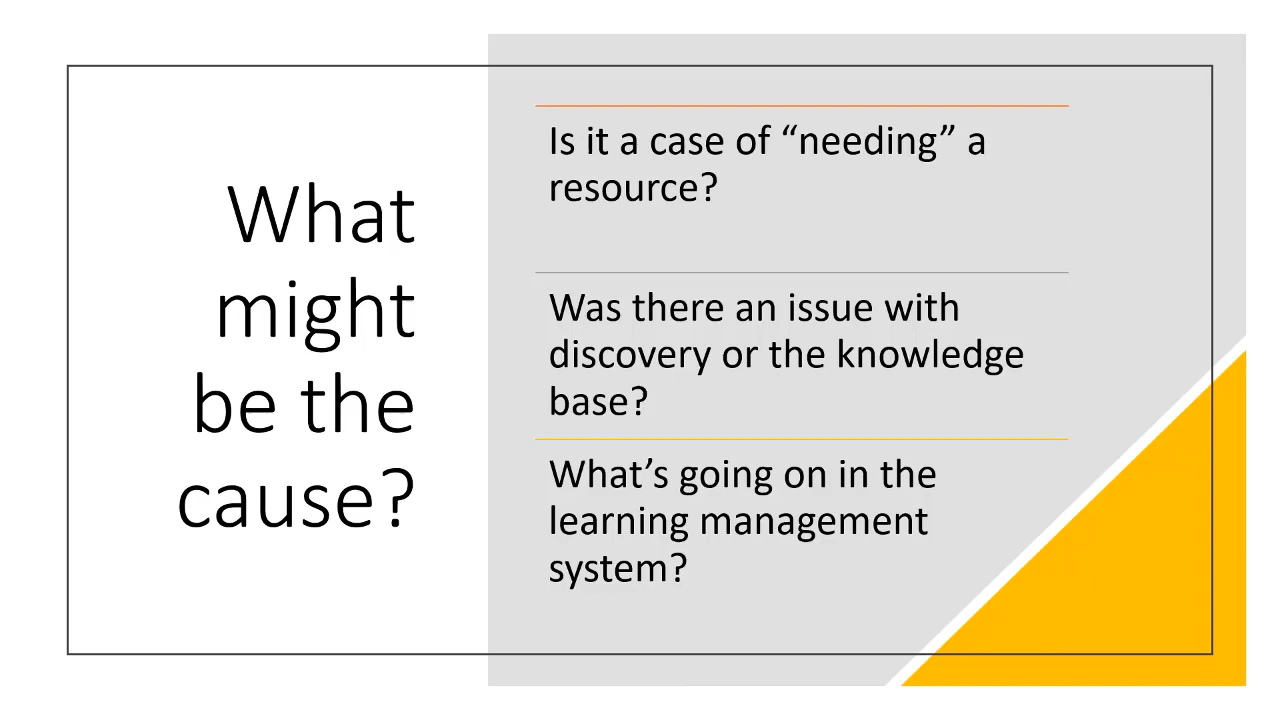 What
might
be the
cause?
Is it a case of “needing” a
resource?
Was there an issue with
discovery or the knowledge
base?
What’s going on in the
learning management
system?